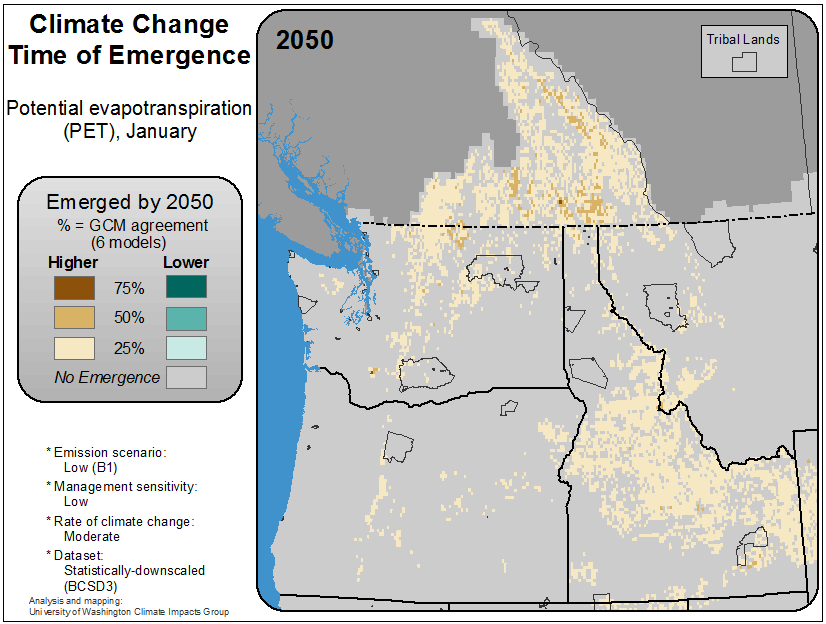 Climate Change
Time of Emergence
Potential evapotranspiration
(PET), January
Emerged by 2050
% = GCM agreement
(6 models)
Higher Lower
75%
50%
25%
No Emergence
* Emission scenario:
Low (B1)
* Management sensitivity:
Low
* Rate of climate change:
Moderate
* Dataset:
Statistically-downscaled
(BCSD3)
Analysis and mapping:
University of Washington Climate Impacts Group
2050
Tribal Lands